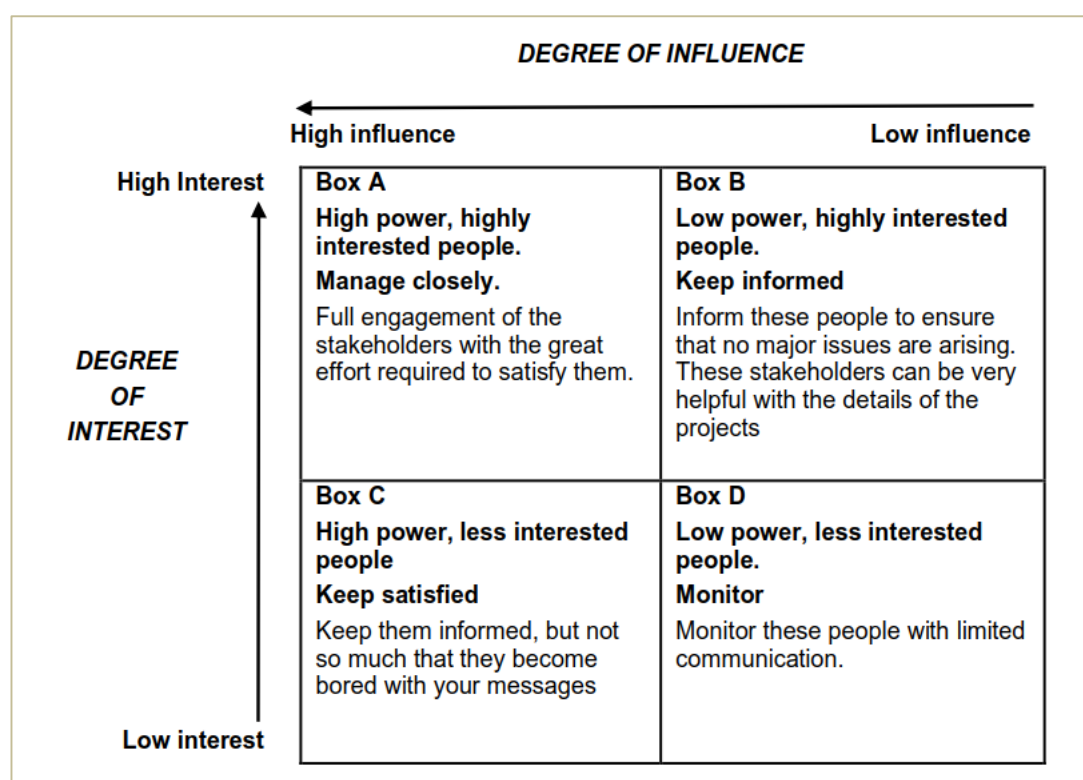 DEGREE OF INFLUENCE
High influence
Low influence
High Interest
DEGREE
OF
INTEREST
Low interest
Box A
High power, highly
interested people.
Manage closely.
Full engagement of the
stakeholders with the great
effort required to satisfy them.
Box B
Low power, highly interested
people.
Keep informed
Inform these people to ensure
that no major issues are arising.
These stakeholders can be very
helpful with the details of the
projects
Box C
High power, less interested
people
Keep satisfied
Keep them informed, but not
so much that they become
bored with your messages
Box D
Low power, less interested
people.
Monitor
Monitor these people with limited
communication.